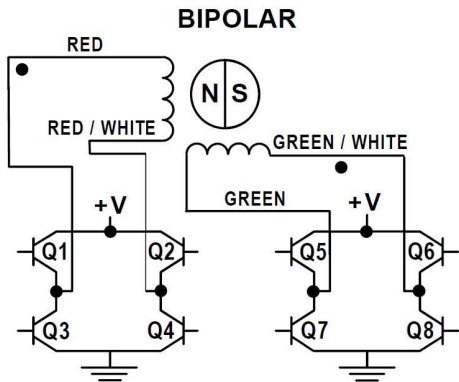 BIPOLAR
RED
N S
RED / WHITE
GREEN / WHITE
GREEN
+V
+V
Q1 Q2 Q5 Q6
Q3 Q4 Q7 Q8